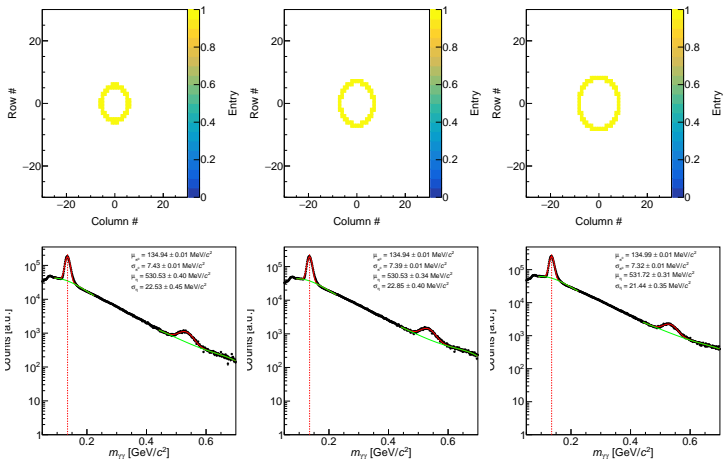 20
0
−20
Row #
−20 0 20
Column #
1
0.8
0.6
0.4
0.2
0
Entry
20
0
−20
Row #
−20 0 20
Column #
1
0.8
0.6
0.4
0.2
0
Entry
20
0
−20
Row #
−20 0 20
Column #
1
0.8
0.6
0.4
0.2
0
Entry
μπ⁰ = 134.94 ± 0.01 MeV/c²
σπ⁰ = 7.43 ± 0.01 MeV/c²
μη = 530.53 ± 0.40 MeV/c²
ση = 22.53 ± 0.45 MeV/c²
10⁵
10⁴
10³
10²
10
1
Counts [a.u.]
0.2 0.4 0.6
mγγ [GeV/c²]
μπ⁰ = 134.94 ± 0.01 MeV/c²
σπ⁰ = 7.39 ± 0.01 MeV/c²
μη = 530.53 ± 0.34 MeV/c²
ση = 22.85 ± 0.40 MeV/c²
10⁵
10⁴
10³
10²
10
1
Counts [a.u.]
0.2 0.4 0.6
mγγ [GeV/c²]
μπ⁰ = 134.99 ± 0.01 MeV/c²
σπ⁰ = 7.32 ± 0.01 MeV/c²
μη = 531.72 ± 0.31 MeV/c²
ση = 21.44 ± 0.35 MeV/c²
10⁵
10⁴
10³
10²
10
1
Counts [a.u.]
0.2 0.4 0.6
mγγ [GeV/c²]